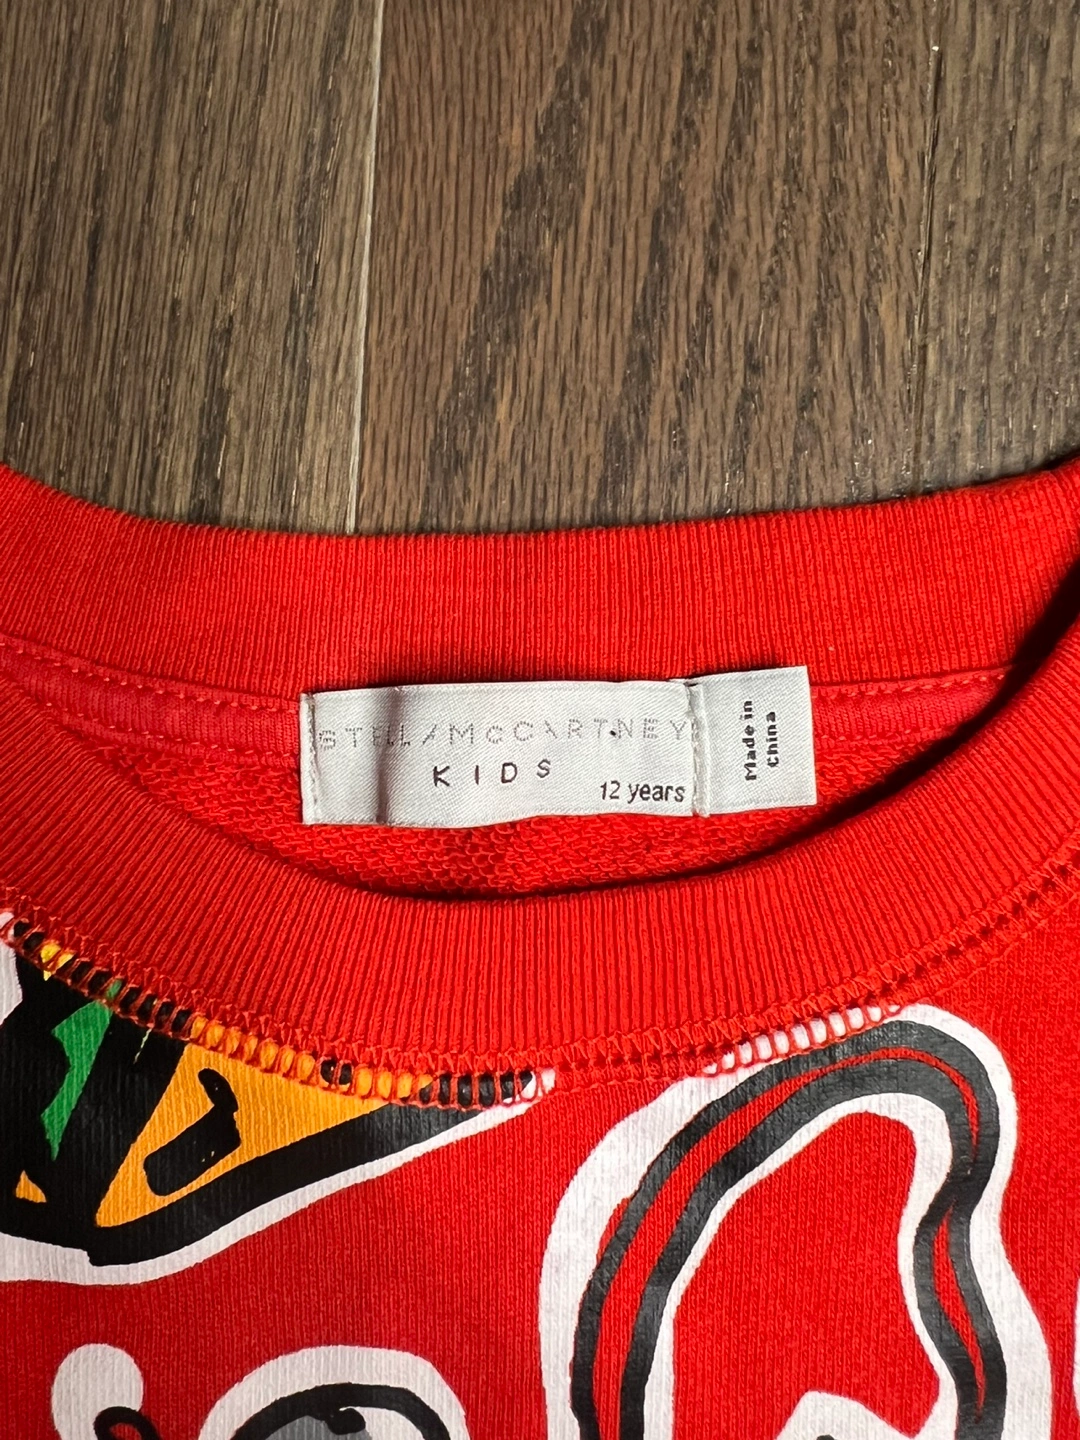 STELLA McCARTNEY
KIDS
12 years
Made in
China